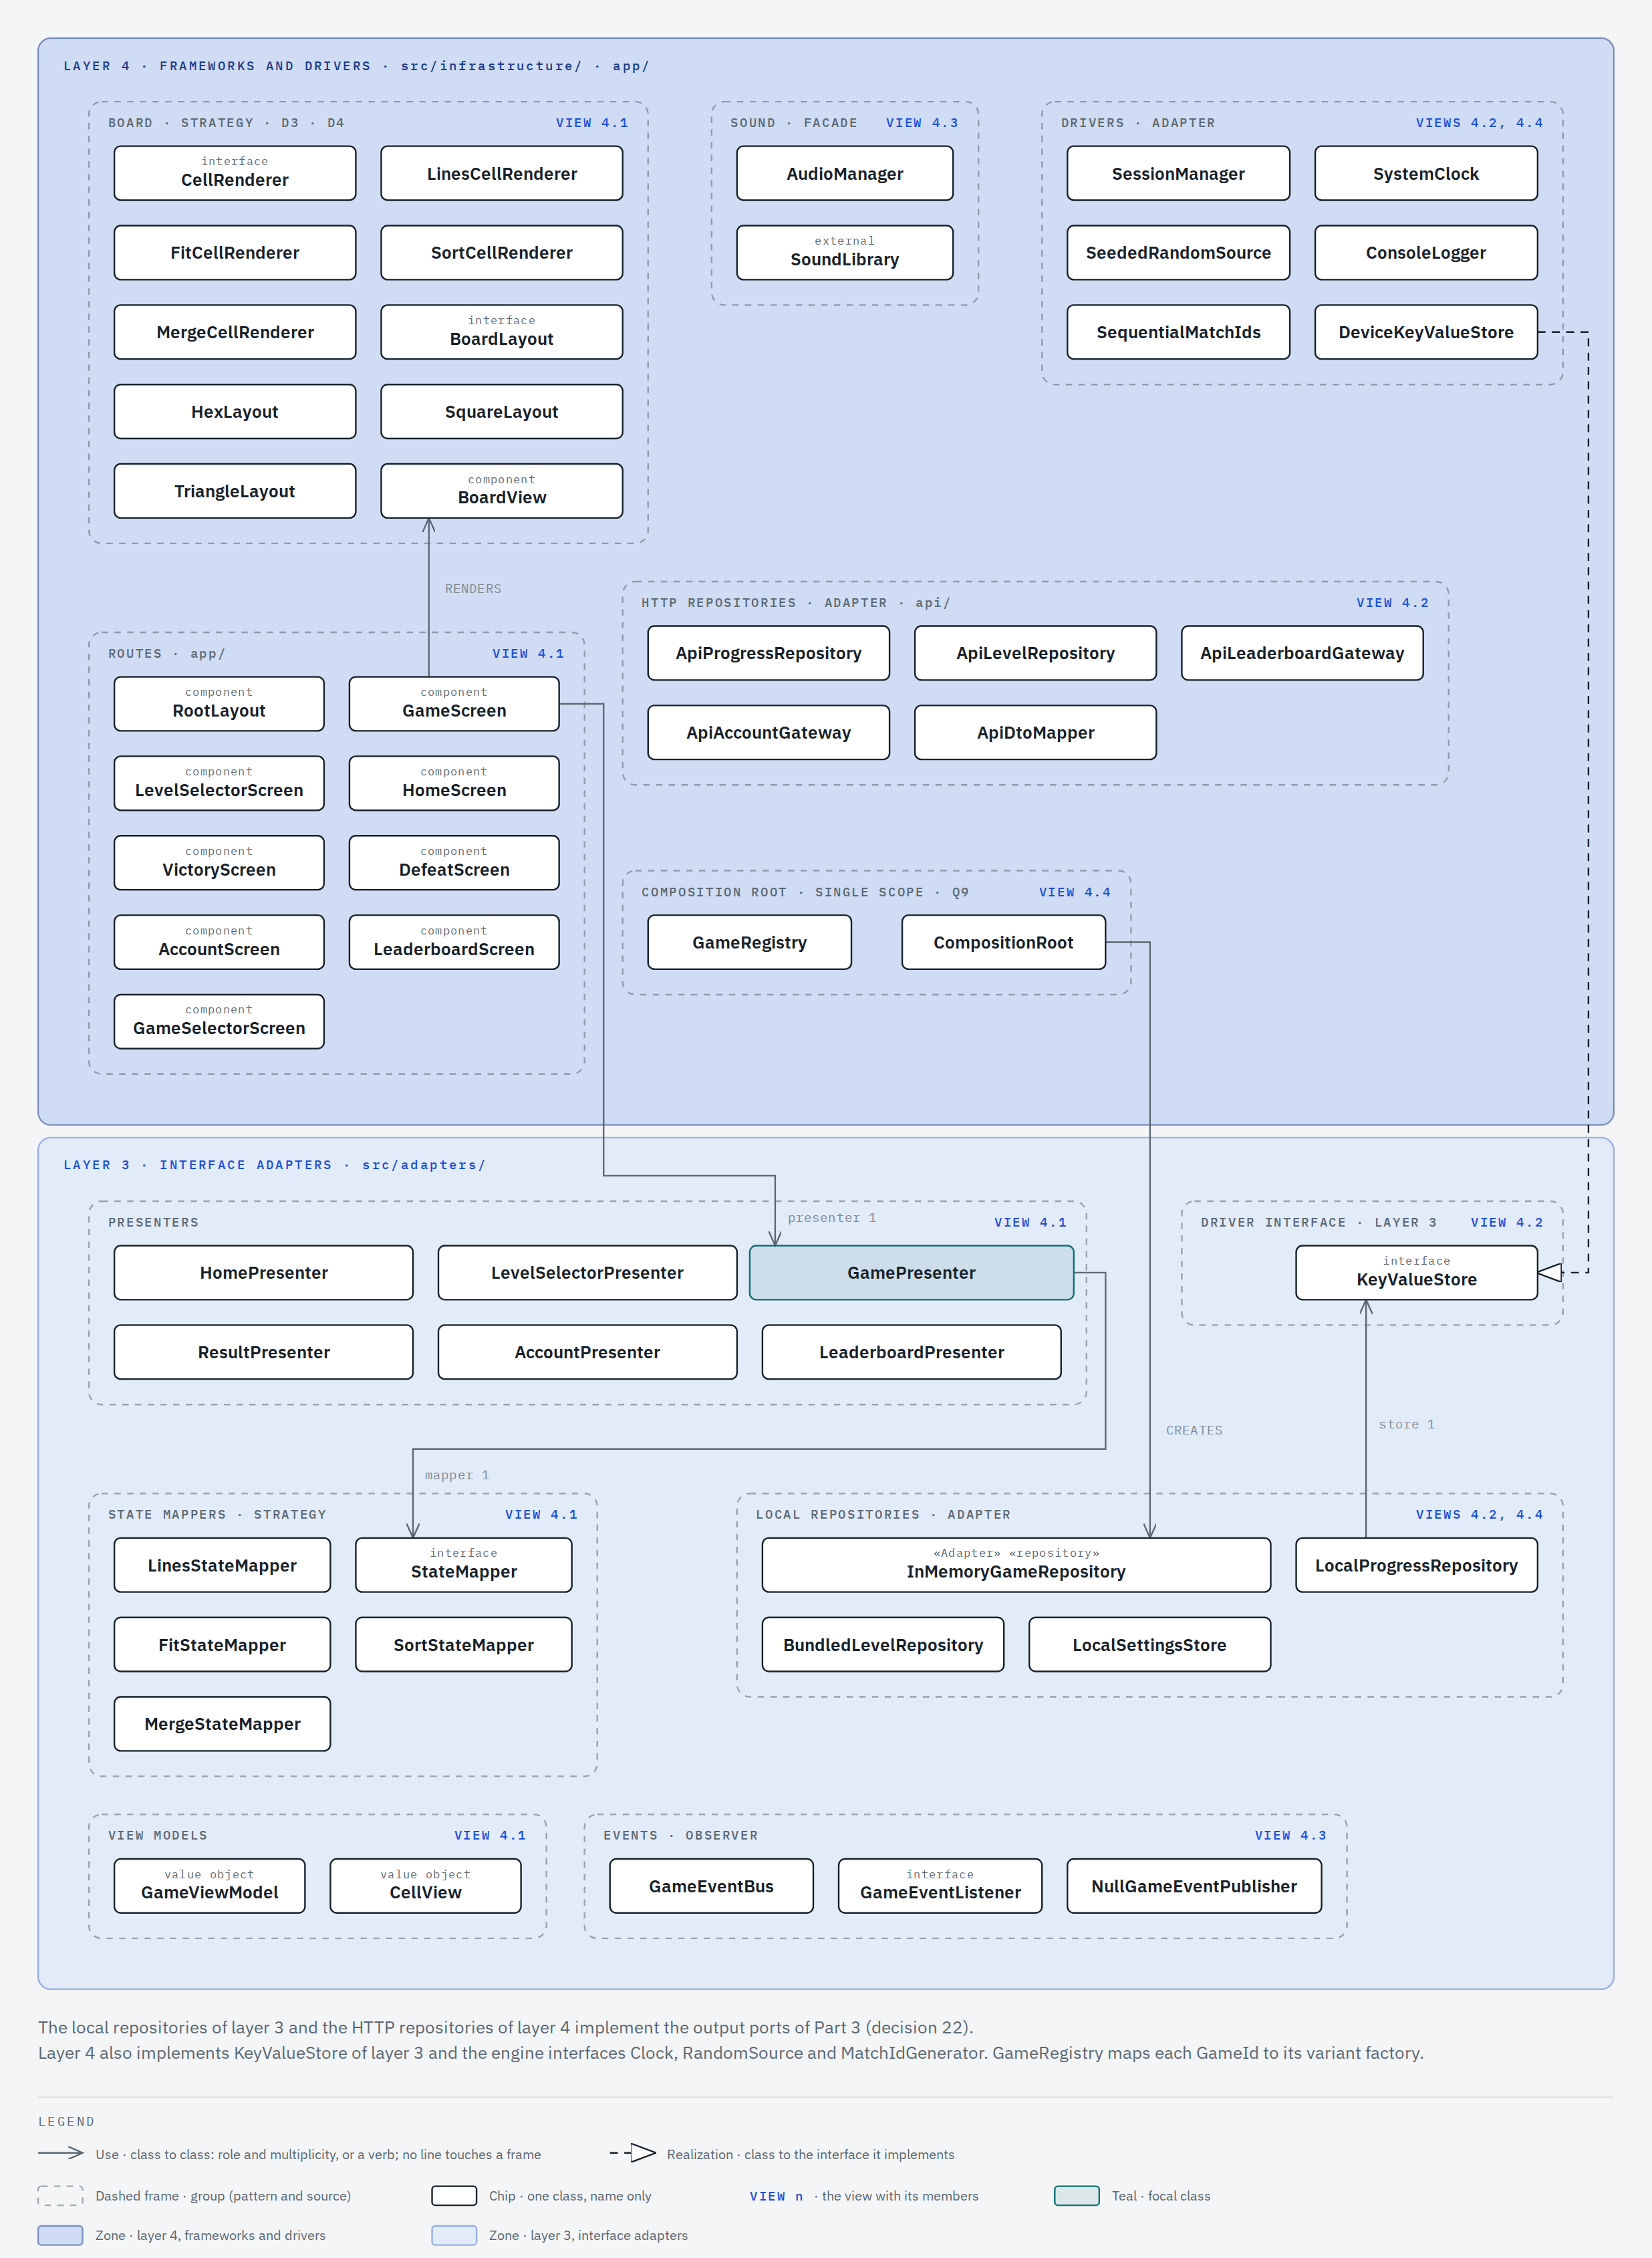 LAYER 4 · FRAMEWORKS AND DRIVERS · src/infrastructure/ · app/
BOARD · STRATEGY · D3 · D4
VIEW 4.1
interface
CellRenderer
LinesCellRenderer
FitCellRenderer
SortCellRenderer
MergeCellRenderer
interface
BoardLayout
HexLayout
SquareLayout
TriangleLayout
component
BoardView
SOUND · FACADE
VIEW 4.3
AudioManager
external
SoundLibrary
DRIVERS · ADAPTER
VIEWS 4.2, 4.4
SessionManager
SystemClock
SeededRandomSource
ConsoleLogger
SequentialMatchIds
DeviceKeyValueStore
RENDERS
ROUTES · app/
VIEW 4.1
component
RootLayout
component
GameScreen
component
LevelSelectorScreen
component
HomeScreen
component
VictoryScreen
component
DefeatScreen
component
AccountScreen
component
LeaderboardScreen
component
GameSelectorScreen
HTTP REPOSITORIES · ADAPTER · api/
VIEW 4.2
ApiProgressRepository
ApiLevelRepository
ApiLeaderboardGateway
ApiAccountGateway
ApiDtoMapper
COMPOSITION ROOT · SINGLE SCOPE · Q9
VIEW 4.4
GameRegistry
CompositionRoot
LAYER 3 · INTERFACE ADAPTERS · src/adapters/
PRESENTERS
presenter 1
VIEW 4.1
HomePresenter
LevelSelectorPresenter
GamePresenter
ResultPresenter
AccountPresenter
LeaderboardPresenter
DRIVER INTERFACE · LAYER 3
VIEW 4.2
interface
KeyValueStore
store 1
CREATES
mapper 1
STATE MAPPERS · STRATEGY
VIEW 4.1
LinesStateMapper
interface
StateMapper
FitStateMapper
SortStateMapper
MergeStateMapper
LOCAL REPOSITORIES · ADAPTER
VIEWS 4.2, 4.4
«Adapter» «repository»
InMemoryGameRepository
LocalProgressRepository
BundledLevelRepository
LocalSettingsStore
VIEW MODELS
VIEW 4.1
value object
GameViewModel
value object
CellView
EVENTS · OBSERVER
VIEW 4.3
GameEventBus
interface
GameEventListener
NullGameEventPublisher
The local repositories of layer 3 and the HTTP repositories of layer 4 implement the output ports of Part 3 (decision 22).
Layer 4 also implements KeyValueStore of layer 3 and the engine interfaces Clock, RandomSource and MatchIdGenerator. GameRegistry maps each GameId to its variant factory.
LEGEND
Use · class to class: role and multiplicity, or a verb; no line touches a frame
Realization · class to the interface it implements
Dashed frame · group (pattern and source)
Chip · one class, name only
VIEW n · the view with its members
Teal · focal class
Zone · layer 4, frameworks and drivers
Zone · layer 3, interface adapters